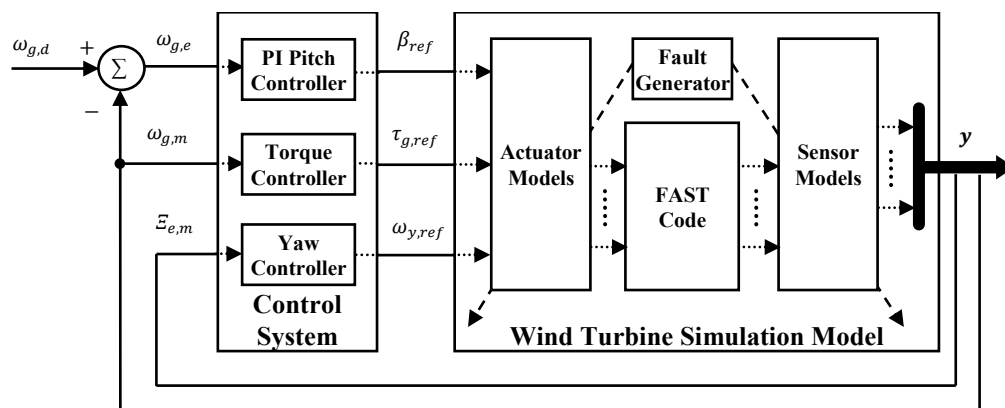 ω_{g,d}
+
Σ
−
ω_{g,e}
ω_{g,m}
Ξ_{e,m}
PI Pitch
Controller
Torque
Controller
Yaw
Controller
Control
System
β_{ref}
τ_{g,ref}
ω_{y,ref}
Actuator
Models
Fault
Generator
FAST
Code
Sensor
Models
Wind Turbine Simulation Model
y